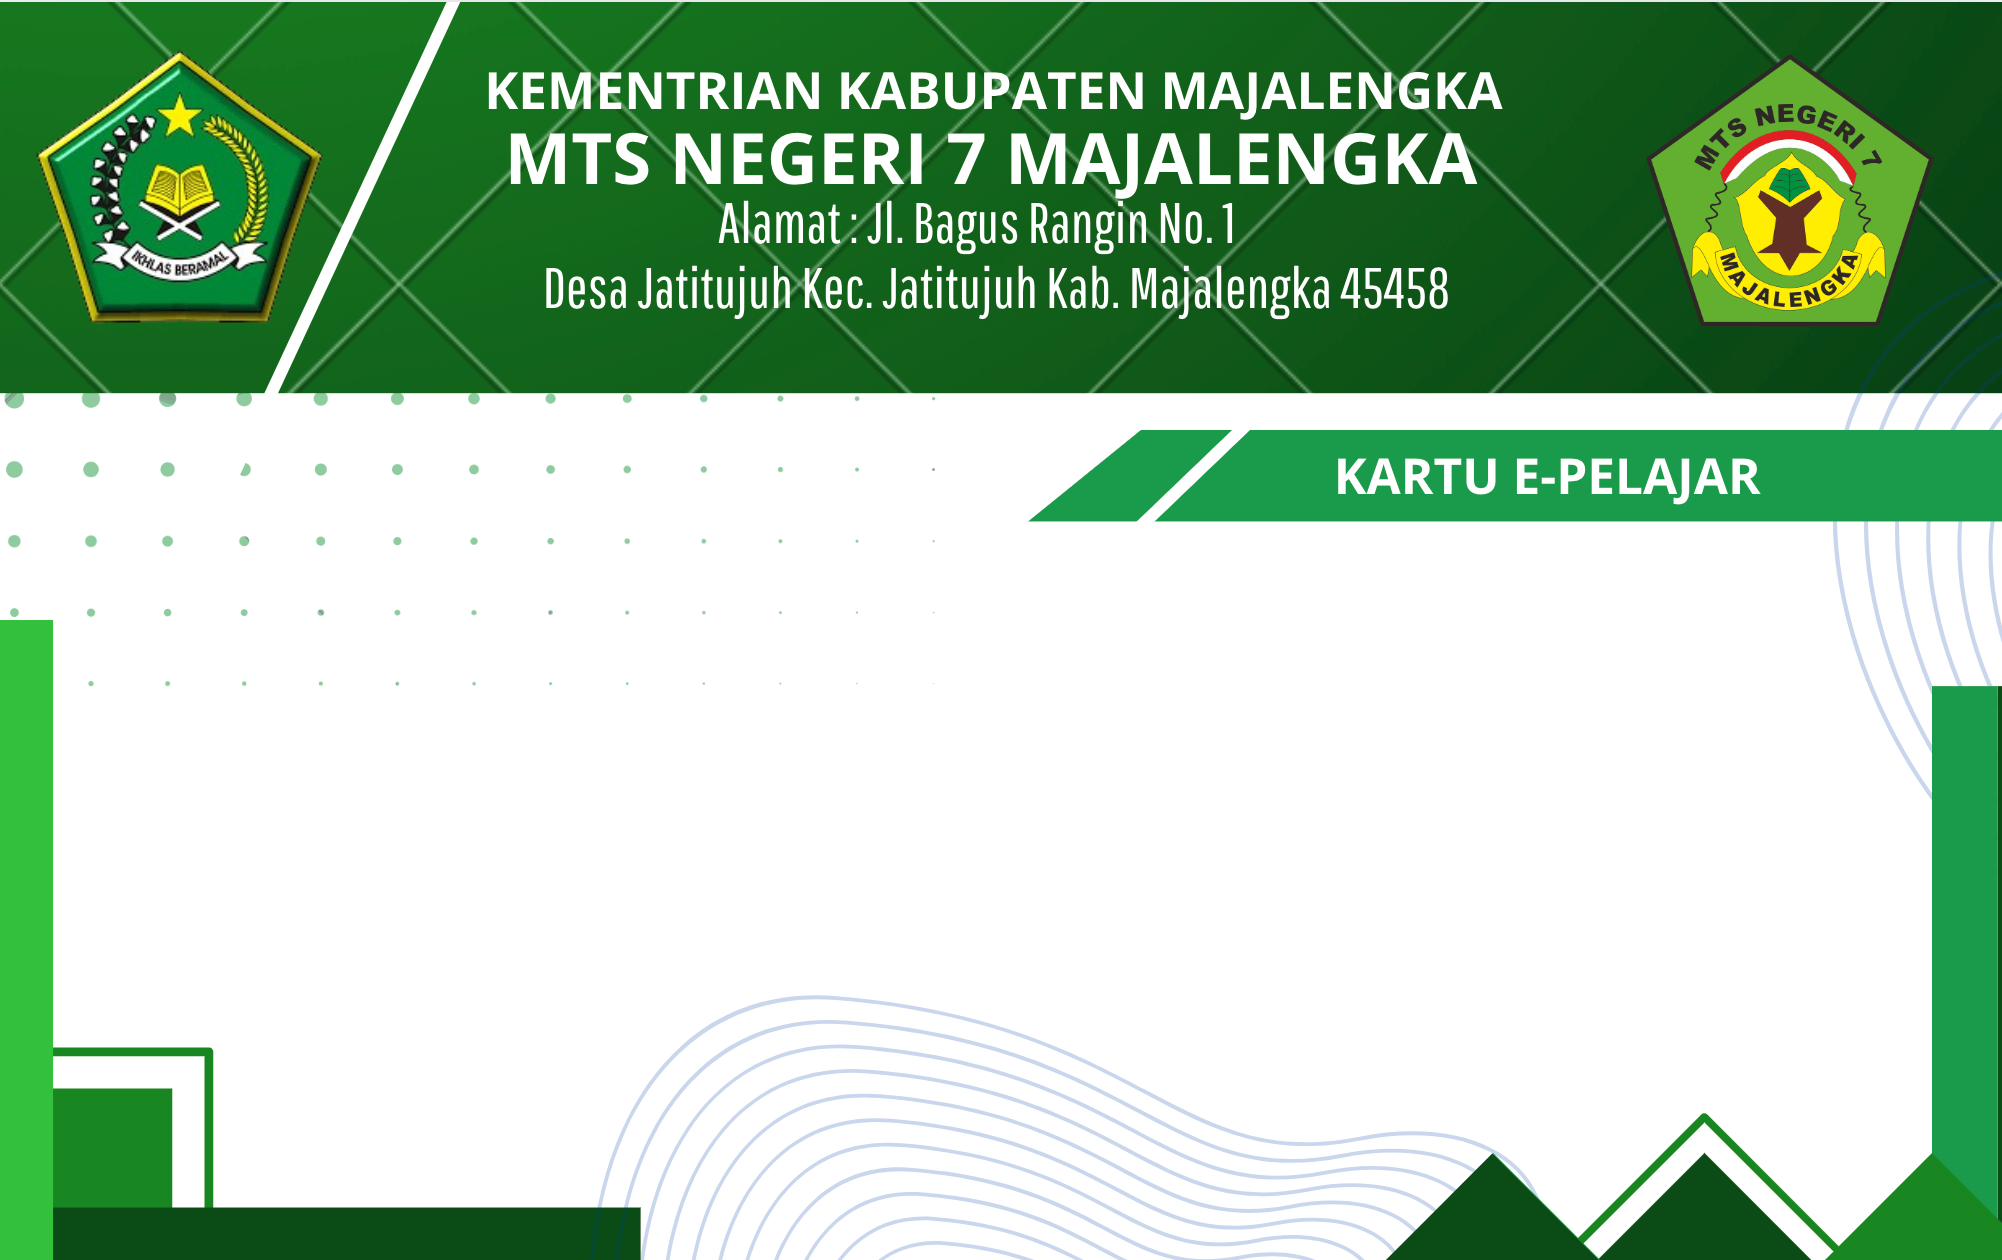 IKHLAS BERAMAL
KEMENTRIAN KABUPATEN MAJALENGKA
MTS NEGERI 7 MAJALENGKA
Alamat : Jl. Bagus Rangin No. 1
Desa Jatitujuh Kec. Jatitujuh Kab. Majalengka 45458
MTS NEGERI 7
MAJALENGKA
KARTU E-PELAJAR